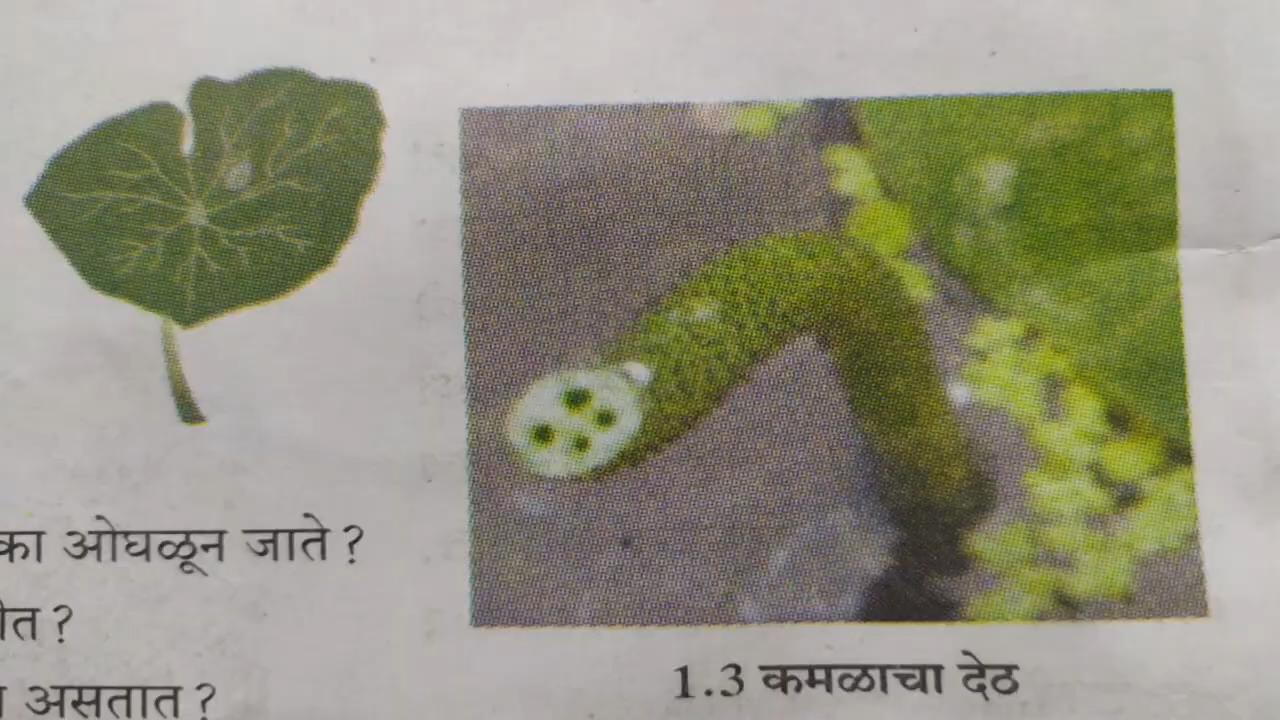 का ओघळून जाते ?
ोत ?
असतात ?
1.3 कमळाचा देठ